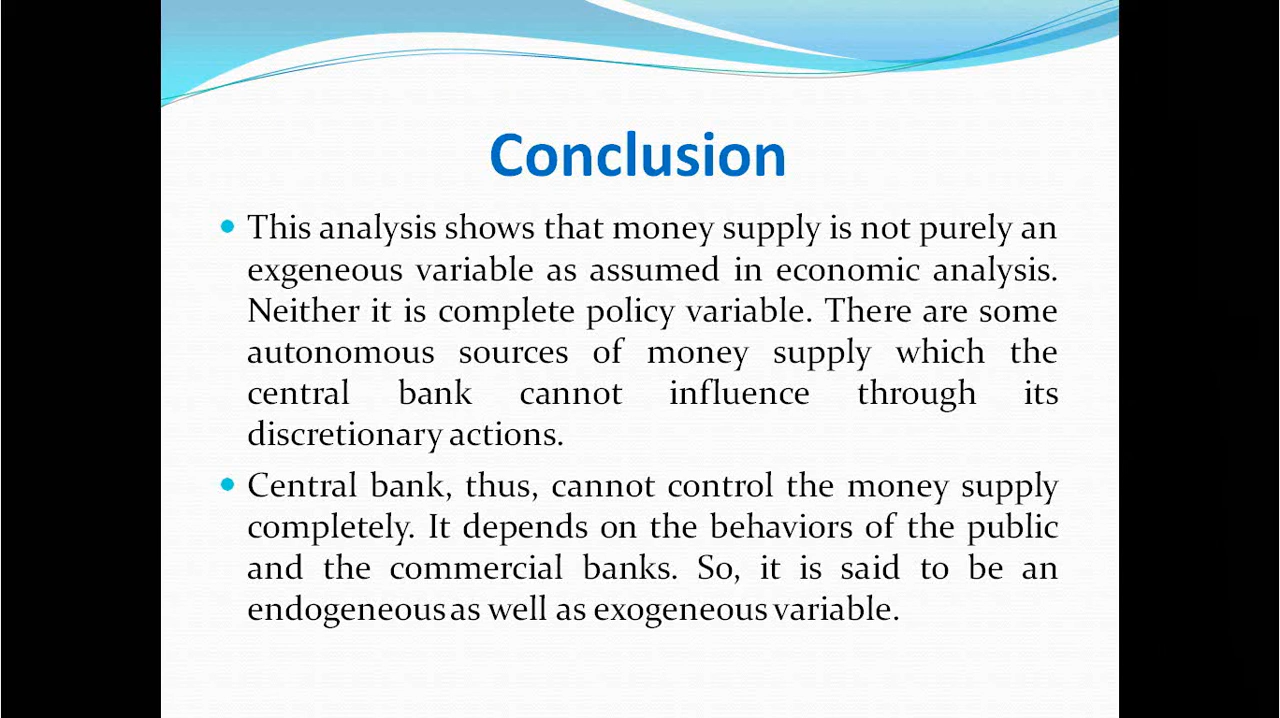 Conclusion
This analysis shows that money supply is not purely an
exgeneous variable as assumed in economic analysis.
Neither it is complete policy variable. There are some
autonomous sources of money supply which the
central bank cannot influence through its
discretionary actions.
Central bank, thus, cannot control the money supply
completely. It depends on the behaviors of the public
and the commercial banks. So, it is said to be an
endogeneous as well as exogeneous variable.